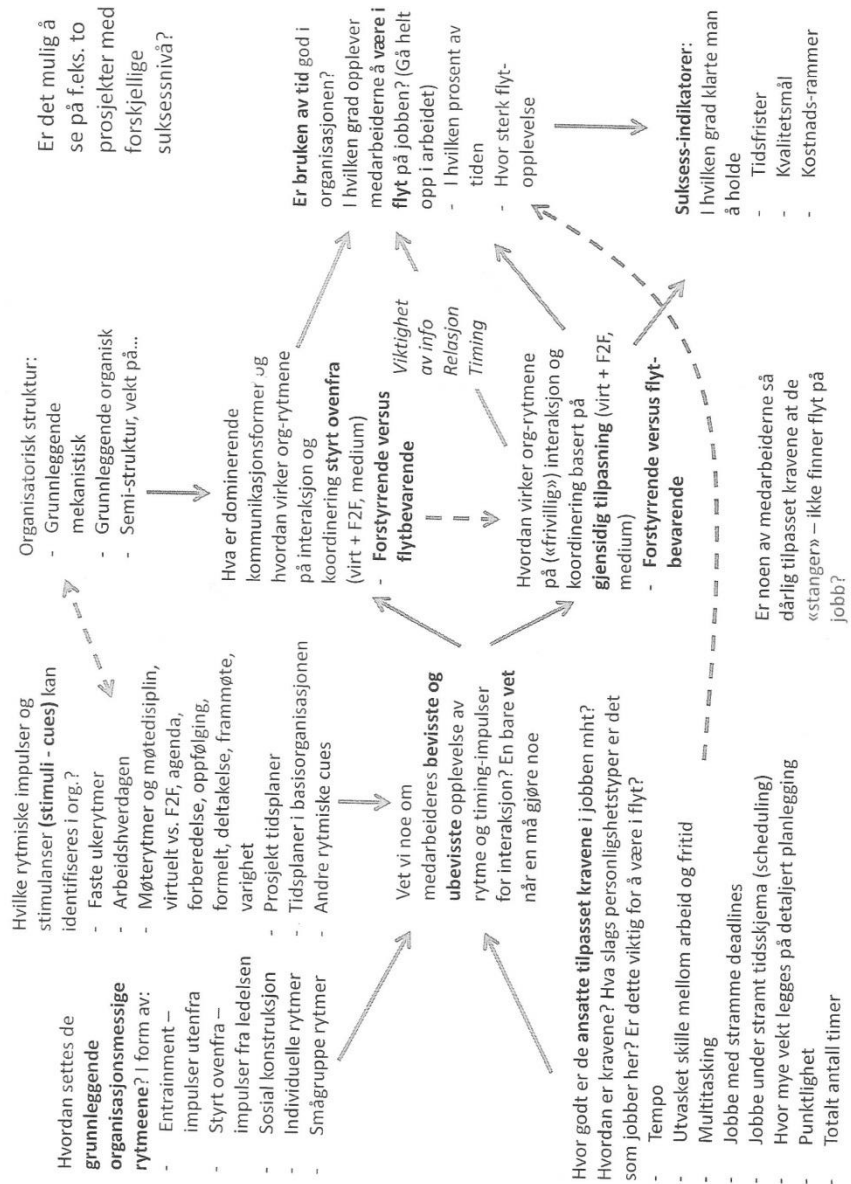 Hvordan settes de
grunnleggende
organisasjonsmessige
rytmeene? I form av:
- Entrainment –
impulser utenfra
- Styrt ovenfra –
impulser fra ledelsen
- Sosial konstruksjon
- Individuelle rytmer
- Smågruppe rytmer
Hvilke rytmiske impulser og
stimulanser (stimuli - cues) kan
identifiseres i org.?
- Faste ukerytmer
- Arbeidshverdagen
- Møterytmer og møtedisiplin,
virtuelt vs. F2F, agenda,
forberedelse, oppfølging,
formelt, deltakelse, frammøte,
varighet
- Prosjekt tidsplaner
- Tidsplaner i basisorganisasjonen
- Andre rytmiske cues
Organisatorisk struktur:
- Grunnleggende
mekanistisk
- Grunnleggende organisk
- Semi-struktur, vekt på...
Er det mulig å
se på f.eks. to
prosjekter med
forskjellige
suksessnivå?
Vet vi noe om
medarbeideres bevisste og
ubevisste opplevelse av
rytme og timing-impulser
for interaksjon? En bare vet
når en må gjøre noe
Hva er dominerende
kommunikasjonsformer og
hvordan virker org-rytmene
på interaksjon og
koordinering styrt ovenfra
(virt + F2F, medium)
- Forstyrrende versus
flytbevarende
Viktighet
av info
Relasjon
Timing
Er bruken av tid god i
organisasjonen?
I hvilken grad opplever
medarbeiderne å være i
flyt på jobben? (Gå helt
opp i arbeidet)
- I hvilken prosent av
tiden
- Hvor sterk flyt-
opplevelse
Hvor godt er de ansatte tilpasset kravene i jobben mht?
Hvordan er kravene? Hva slags personlighetstyper er det
som jobber her? Er dette viktig for å være i flyt?
- Tempo
- Utvasket skille mellom arbeid og fritid
- Multitasking
- Jobbe med stramme deadlines
- Jobbe under stramt tidsskjema (scheduling)
- Hvor mye vekt legges på detaljert planlegging
- Punktlighet
- Totalt antall timer
Hvordan virker org-rytmene
på («frivillig») interaksjon og
koordinering basert på
gjensidig tilpasning (virt + F2F,
medium)
- Forstyrrende versus flyt-
bevarende
Er noen av medarbeiderne så
dårlig tilpasset kravene at de
«stanger» – ikke finner flyt på
jobb?
Suksess-indikatorer:
I hvilken grad klarte man
å holde
- Tidsfrister
- Kvalitetsmål
- Kostnads-rammer